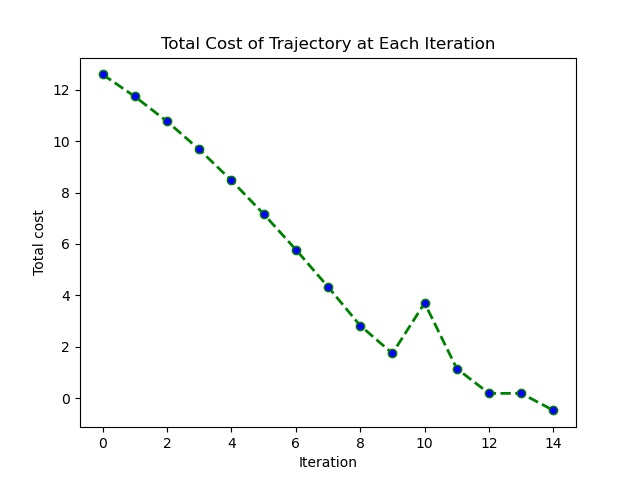 Total Cost of Trajectory at Each Iteration
Total cost
12
10
8
6
4
2
0
0 2 4 6 8 10 12 14
Iteration